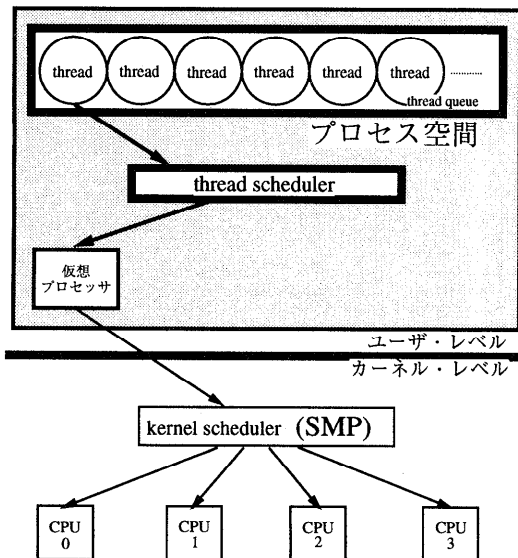 thread thread thread thread thread thread ............
thread queue
プロセス空間
thread scheduler
仮想
プロセッサ
ユーザ・レベル
カーネル・レベル
kernel scheduler (SMP)
CPU
0
CPU
1
CPU
2
CPU
3